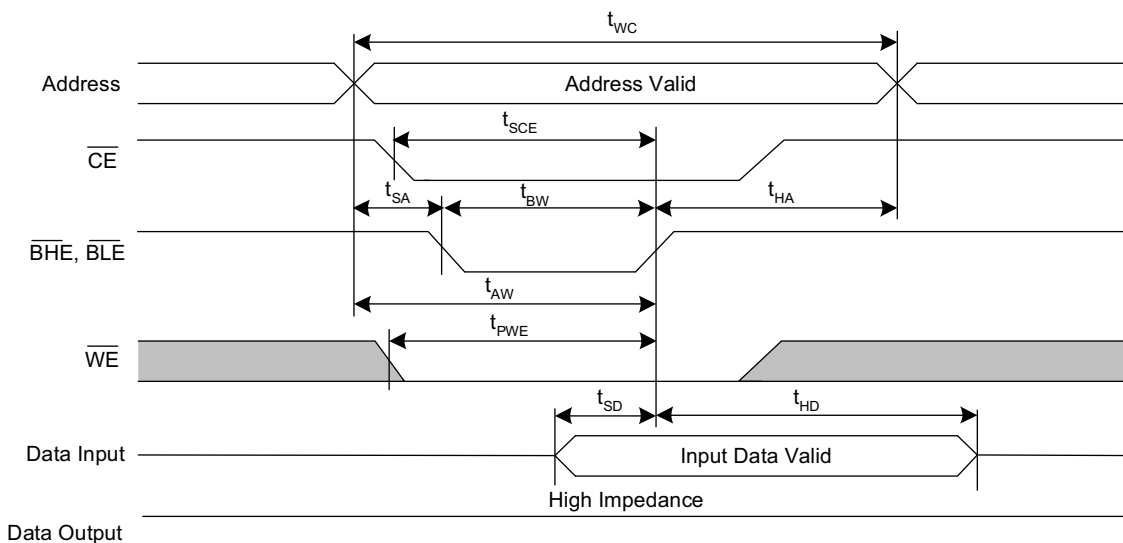 tWC
Address
Address Valid
tSCE
CE
tSA
tBW
tHA
BHE, BLE
tAW
tPWE
WE
tSD
tHD
Data Input
Input Data Valid
High Impedance
Data Output